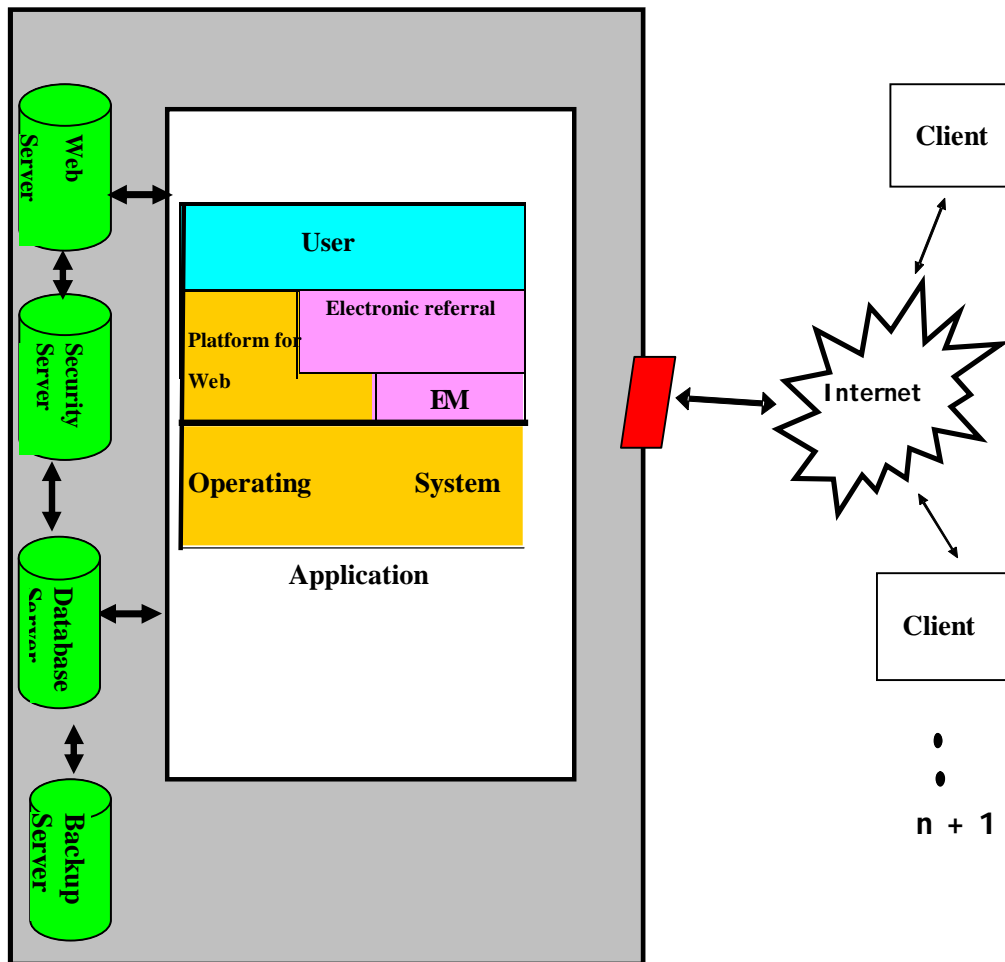 Web
Server
Security
Server
Database
Server
Backup
Server
User
Electronic referral
Platform for
Web
EM
Operating System
Application
Internet
Client
Client
n + 1